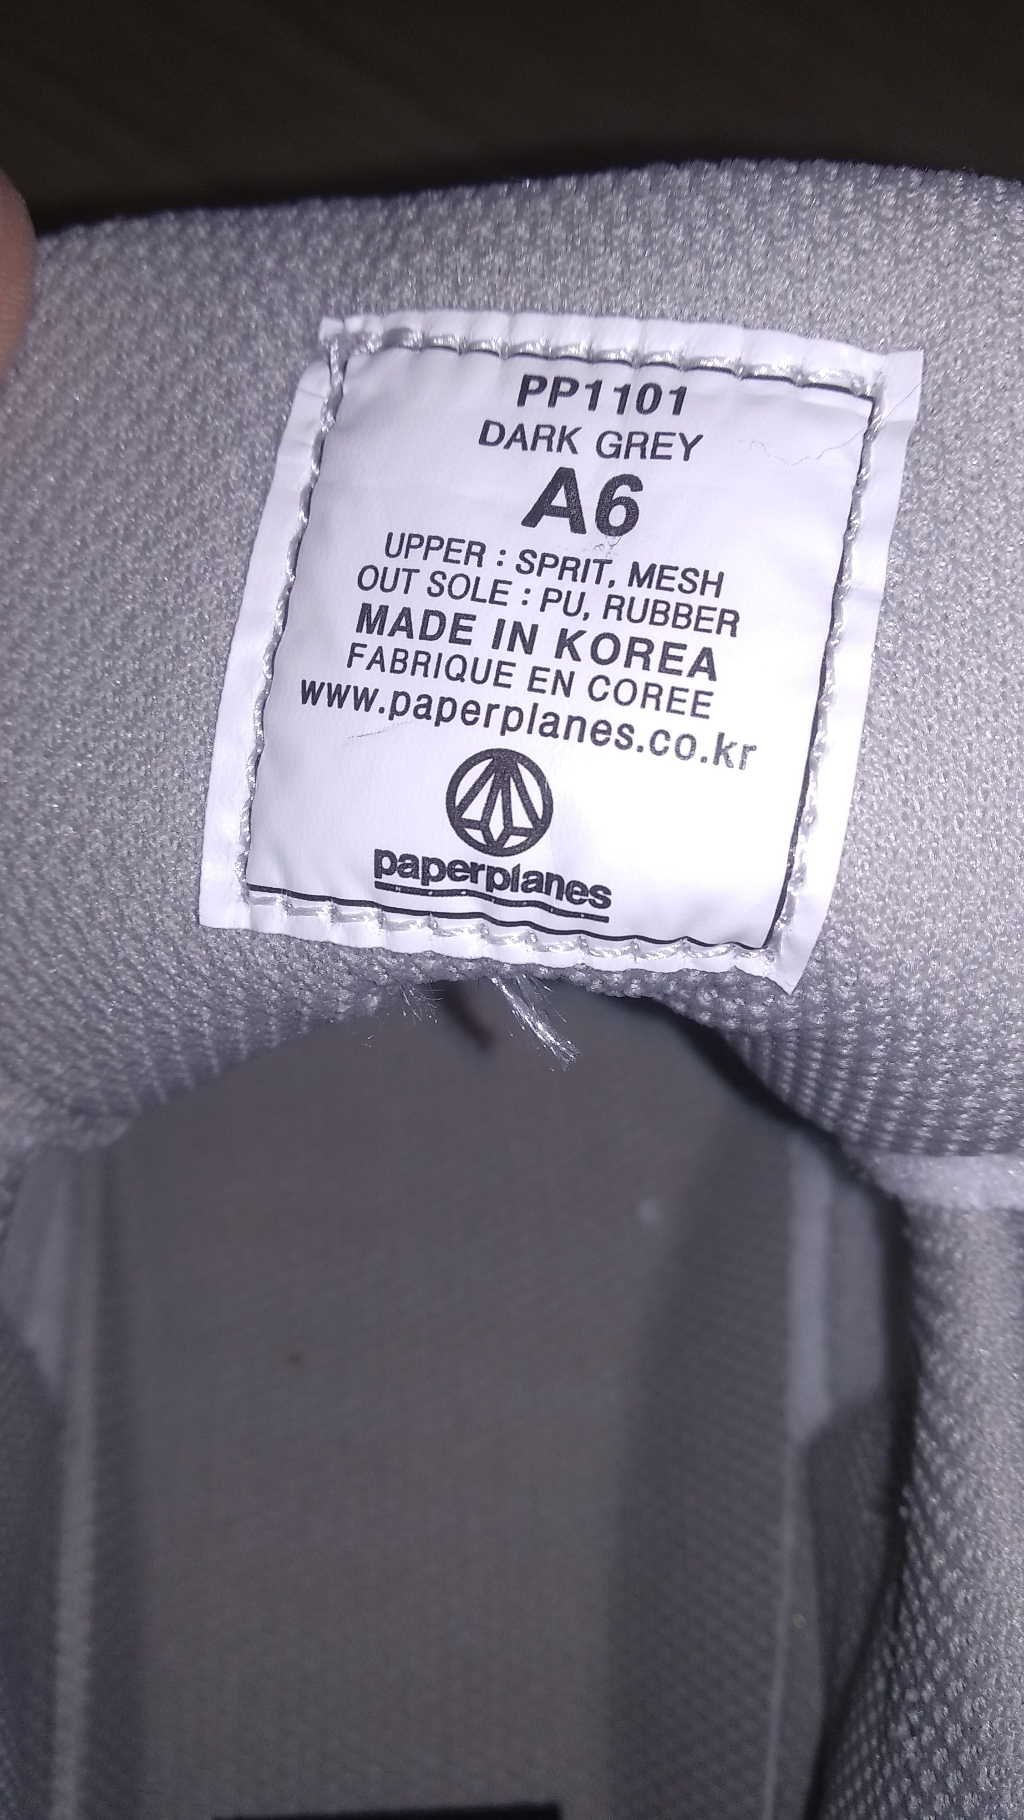 PP1101
DARK GREY
A6
UPPER : SPRIT, MESH
OUT SOLE : PU, RUBBER
MADE IN KOREA
FABRIQUE EN COREE
www.paperplanes.co.kr
paperplanes